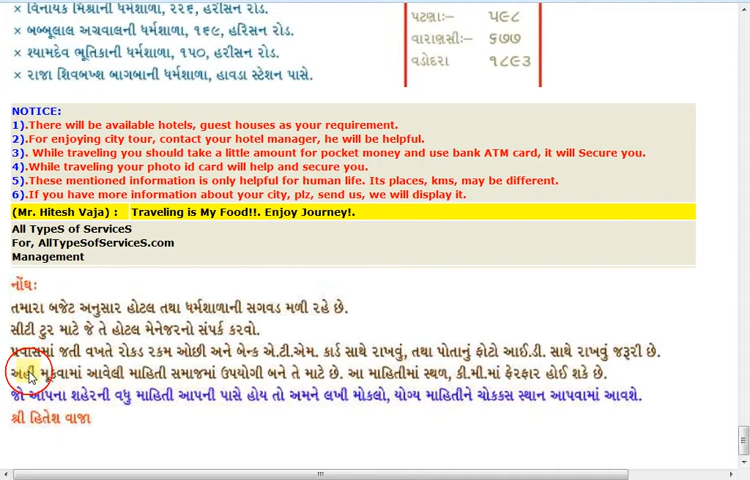 × વિનાયક મિશ્રાની ધર્મશાળા, ૨૨૬, હરીસન રોડ.
× બબ્બૂલાલ અગ્રવાલની ધર્મશાળા, ૧૬૯, હરિસન રોડ.
× શ્યામદેવ ભૂતિકાની ધર્મશાળા, ૧૫૦, હરીસન રોડ.
× રાજા શિવબખ્શ બાગબાની ધર્મશાળા, હાવડા સ્ટેશન પાસે.
પટણાઃ- ૫૯૮
વારાણસીઃ- ૬૭૭
વડોદરા ૧૮૯૩
NOTICE:
1).There will be available hotels, guest houses as your requirement.
2).For enjoying city tour, contact your hotel manager, he will be helpful.
3). While traveling you should take a little amount for pocket money and use bank ATM card, it will Secure you.
4).While traveling your photo id card will help and secure you.
5).These mentioned information is only helpful for human life. Its places, kms, may be different.
6).If you have more information about your city, plz, send us, we will display it.
(Mr. Hitesh Vaja) : Traveling is My Food!!. Enjoy Journey!.
All TypeS of ServiceS
For, AllTypeSofServiceS.com
Management
નોંધઃ
તમારા બજેટ અનુસાર હોટલ તથા ધર્મશાળાની સગવડ મળી રહે છે.
સીટી ટુર માટે જે તે હોટલ મેનેજરનો સંપર્ક કરવો.
પ્રવાસમાં જતી વખતે રોકડ રકમ ઓછી અને બેન્ક એ.ટી.એમ. કાર્ડ સાથે રાખવું, તથા પોતાનું ફોટો આઈ.ડી. સાથે રાખવું જરૂરી છે.
અહીં મૂકવામાં આવેલી માહિતી સમાજમાં ઉપયોગી બને તે માટે છે. આ માહિતીમાં સ્થળ, કી.મી.માં ફેરફાર હોઈ શકે છે.
જો આપના શહેરની વધુ માહિતી આપની પાસે હોય તો અમને લખી મોકલો, યોગ્ય માહિતીને ચોકકસ સ્થાન આપવામાં આવશે.
શ્રી હિતેશ વાજા